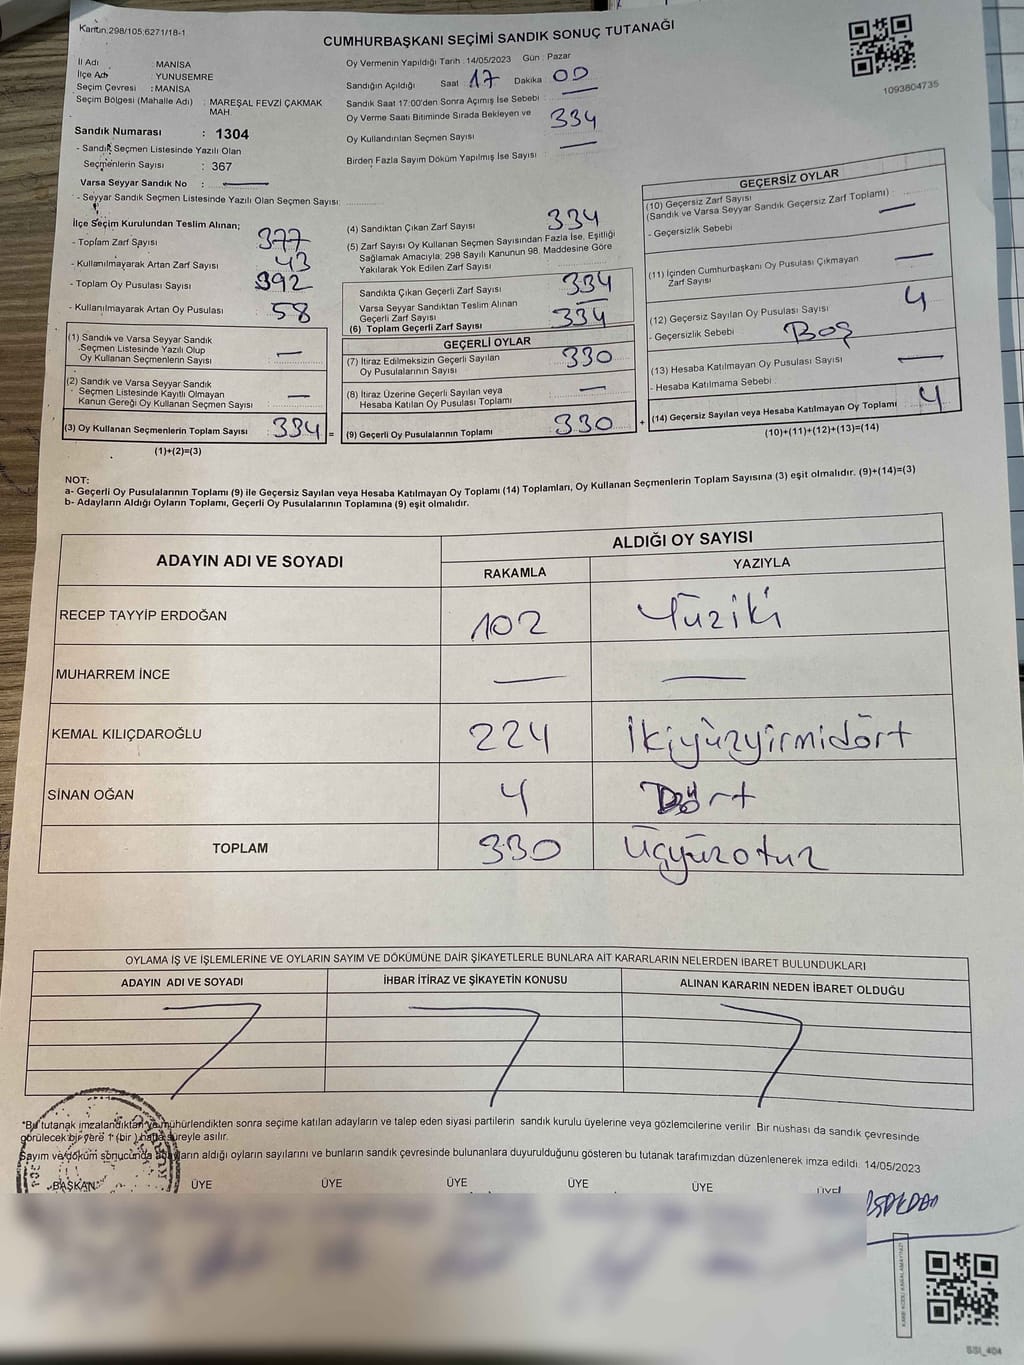 Kanun:298/105;6271/18-1
CUMHURBAŞKANI SEÇİMİ SANDIK SONUÇ TUTANAĞI
1093804735
İl Adı : MANİSA
İlçe Adı : YUNUSEMRE
Seçim Çevresi : MANİSA
Seçim Bölgesi (Mahalle Adı) : MAREŞAL FEVZİ ÇAKMAK MAH.
Sandık Numarası : 1304
- Sandık Seçmen Listesinde Yazılı Olan
Seçmenlerin Sayısı : 367
Varsa Seyyar Sandık No : —
- Seyyar Sandık Seçmen Listesinde Yazılı Olan Seçmen Sayısı:
Oy Vermenin Yapıldığı Tarih :14/05/2023 Gün : Pazar
Sandığın Açıldığı Saat 17 Dakika 00
Sandık Saat 17:00'den Sonra Açımış İse Sebebi : —
Oy Verme Saati Bitiminde Sırada Bekleyen ve
Oy Kullandırılan Seçmen Sayısı 334
Birden Fazla Sayım Döküm Yapılmış İse Sayısı : —
İlçe Seçim Kurulundan Teslim Alınan;
- Toplam Zarf Sayısı 377
- Kullanılmayarak Artan Zarf Sayısı 43
- Toplam Oy Pusulası Sayısı 392
- Kullanılmayarak Artan Oy Pusulası 58
(1) Sandık ve Varsa Seyyar Sandık
Seçmen Listesinde Yazılı Olup
Oy Kullanan Seçmenlerin Sayısı : —
(2) Sandık ve Varsa Seyyar Sandık
Seçmen Listesinde Kayıtlı Olmayan
Kanun Gereği Oy Kullanan Seçmen Sayısı : —
(3) Oy Kullanan Seçmenlerin Toplam Sayısı 334 =
(1)+(2)=(3)
(4) Sandıktan Çıkan Zarf Sayısı 334
(5) Zarf Sayısı Oy Kullanan Seçmen Sayısından Fazla İse, Eşitliği
Sağlamak Amacıyla; 298 Sayılı Kanunun 98. Maddesine Göre
Yakılarak Yok Edilen Zarf Sayısı
Sandıkta Çıkan Geçerli Zarf Sayısı 334
Varsa Seyyar Sandıktan Teslim Alınan
Geçerli Zarf Sayısı —
(6) Toplam Geçerli Zarf Sayısı 334
GEÇERLİ OYLAR
(7) İtiraz Edilmeksizin Geçerli Sayılan
Oy Pusulalarının Sayısı : 330
(8) İtiraz Üzerine Geçerli Sayılan veya
Hesaba Katılan Oy Pusulası Toplamı : —
(9) Geçerli Oy Pusulalarının Toplamı : 330 +
GEÇERSİZ OYLAR
(10) Geçersiz Zarf Sayısı
(Sandık ve Varsa Seyyar Sandık Geçersiz Zarf Toplamı) : —
- Geçersizlik Sebebi
(11) İçinden Cumhurbaşkanı Oy Pusulası Çıkmayan
Zarf Sayısı —
(12) Geçersiz Sayılan Oy Pusulası Sayısı 4
- Geçersizlik Sebebi Boş
(13) Hesaba Katılmayan Oy Pusulası Sayısı —
- Hesaba Katılmama Sebebi :
(14) Geçersiz Sayılan veya Hesaba Katılmayan Oy Toplamı 4
(10)+(11)+(12)+(13)=(14)
NOT:
a- Geçerli Oy Pusulalarının Toplamı (9) ile Geçersiz Sayılan veya Hesaba Katılmayan Oy Toplamı (14) Toplamları, Oy Kullanan Seçmenlerin Toplam Sayısına (3) eşit olmalıdır. (9)+(14)=(3)
b- Adayların Aldığı Oyların Toplamı, Geçerli Oy Pusulalarının Toplamına (9) eşit olmalıdır.
ADAYIN ADI VE SOYADI
ALDIĞI OY SAYISI
RAKAMLA YAZIYLA
RECEP TAYYİP ERDOĞAN 102 Yüziki
MUHARREM İNCE — —
KEMAL KILIÇDAROĞLU 224 İkiyüzyirmidört
SİNAN OĞAN 4 Dört
TOPLAM 330 Üçyüzotuz
OYLAMA İŞ VE İŞLEMLERİNE VE OYLARIN SAYIM VE DÖKÜMÜNE DAİR ŞİKAYETLERLE BUNLARA AİT KARARLARIN NELERDEN İBARET BULUNDUKLARI
ADAYIN ADI VE SOYADI İHBAR İTİRAZ VE ŞİKAYETİN KONUSU ALINAN KARARIN NEDEN İBARET OLDUĞU
"Bu tutanak imzalandıktan ve mühürlendikten sonra seçime katılan adayların ve talep eden siyasi partilerin sandık kurulu üyelerine veya gözlemcilerine verilir .Bir nüshası da sandık çevresinde
görülecek bir yere 1 (bir) hafta süreyle asılır.
Sayım ve döküm sonucunda adayların aldığı oyların sayılarını ve bunların sandık çevresinde bulunanlara duyurulduğunu gösteren bu tutanak tarafımızdan düzenlenerek imza edildi. 14/05/2023
BAŞKAN ÜYE ÜYE ÜYE ÜYE ÜYE ÜYE
SSI_404